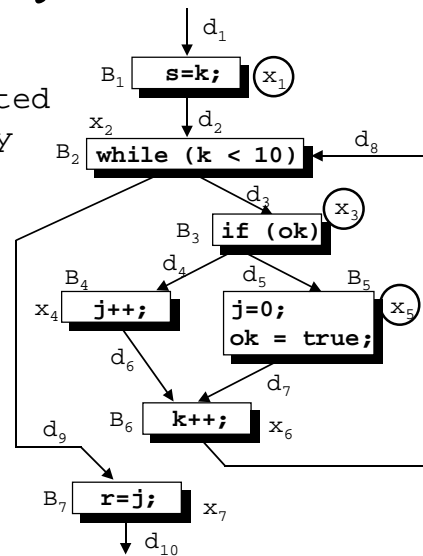 d₁
B₁ s=k; x₁
ted
d₂
x₂
y
B₂ while (k < 10) d₈
d₃
x₃
B₃ if (ok)
d₄
d₅
B₄ B₅
x₄ j++; j=0; x₅
ok = true;
d₆
d₇
B₆ k++; x₆
d₉
B₇ r=j; x₇
d₁₀